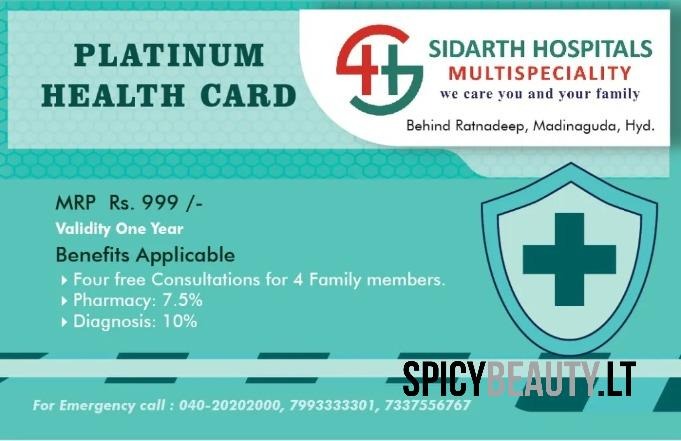 PLATINUM
HEALTH CARD
SIDARTH HOSPITALS
MULTISPECIALITY
we care you and your family
Behind Ratnadeep, Madinaguda, Hyd.
MRP Rs. 999 /-
Validity One Year
Benefits Applicable
Four free Consultations for 4 Family members.
Pharmacy: 7.5%
Diagnosis: 10%
SPICYBEAUTY.LT
For Emergency call : 040-20202000, 7993333301, 7337556767